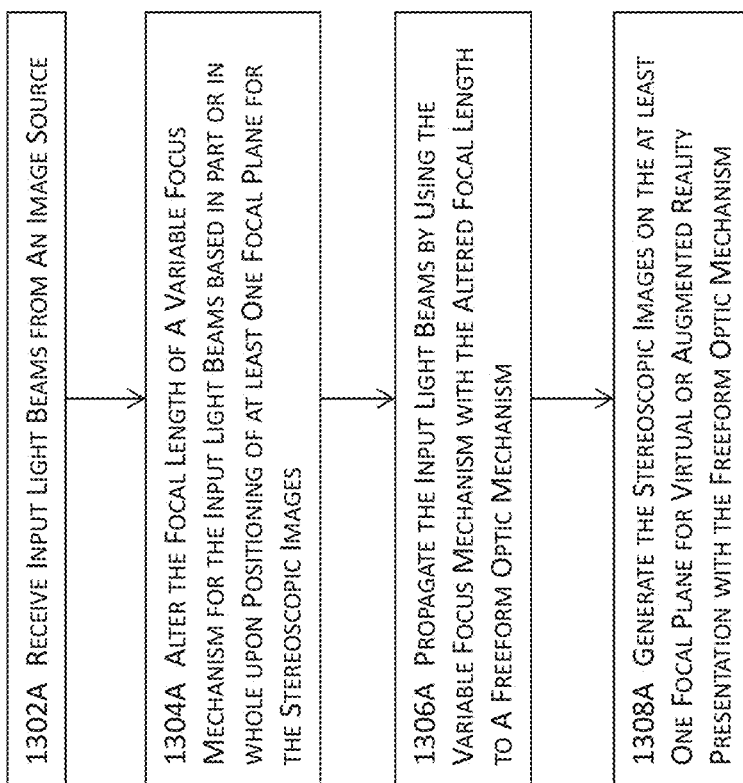 1302A RECEIVE INPUT LIGHT BEAMS FROM AN IMAGE SOURCE
1304A ALTER THE FOCAL LENGTH OF A VARIABLE FOCUS
MECHANISM FOR THE INPUT LIGHT BEAMS BASED IN PART OR IN
WHOLE UPON POSITIONING OF AT LEAST ONE FOCAL PLANE FOR
THE STEREOSCOPIC IMAGES
1306A PROPAGATE THE INPUT LIGHT BEAMS BY USING THE
VARIABLE FOCUS MECHANISM WITH THE ALTERED FOCAL LENGTH
TO A FREEFORM OPTIC MECHANISM
1308A GENERATE THE STEREOSCOPIC IMAGES ON THE AT LEAST
ONE FOCAL PLANE FOR VIRTUAL OR AUGMENTED REALITY
PRESENTATION WITH THE FREEFORM OPTIC MECHANISM